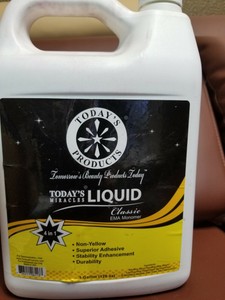 TODAY'S
PRODUCTS
Tomorrow's Beauty Products Today
TODAY'S
MIRACLES
LIQUID
Classic
EMA Monomer
4 in 1
• Non-Yellow
• Superior Adhesive
• Stability Enhancement
• Durability